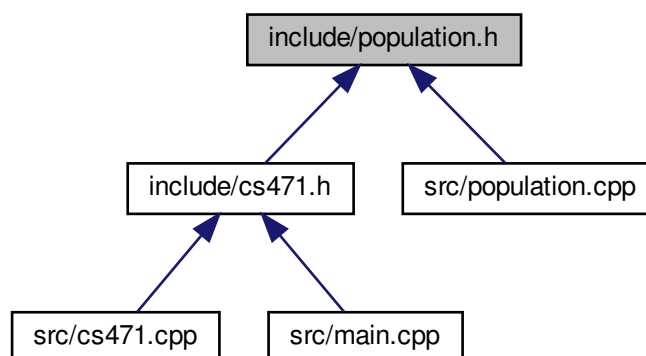 include/population.h
include/cs471.h
src/population.cpp
src/cs471.cpp
src/main.cpp